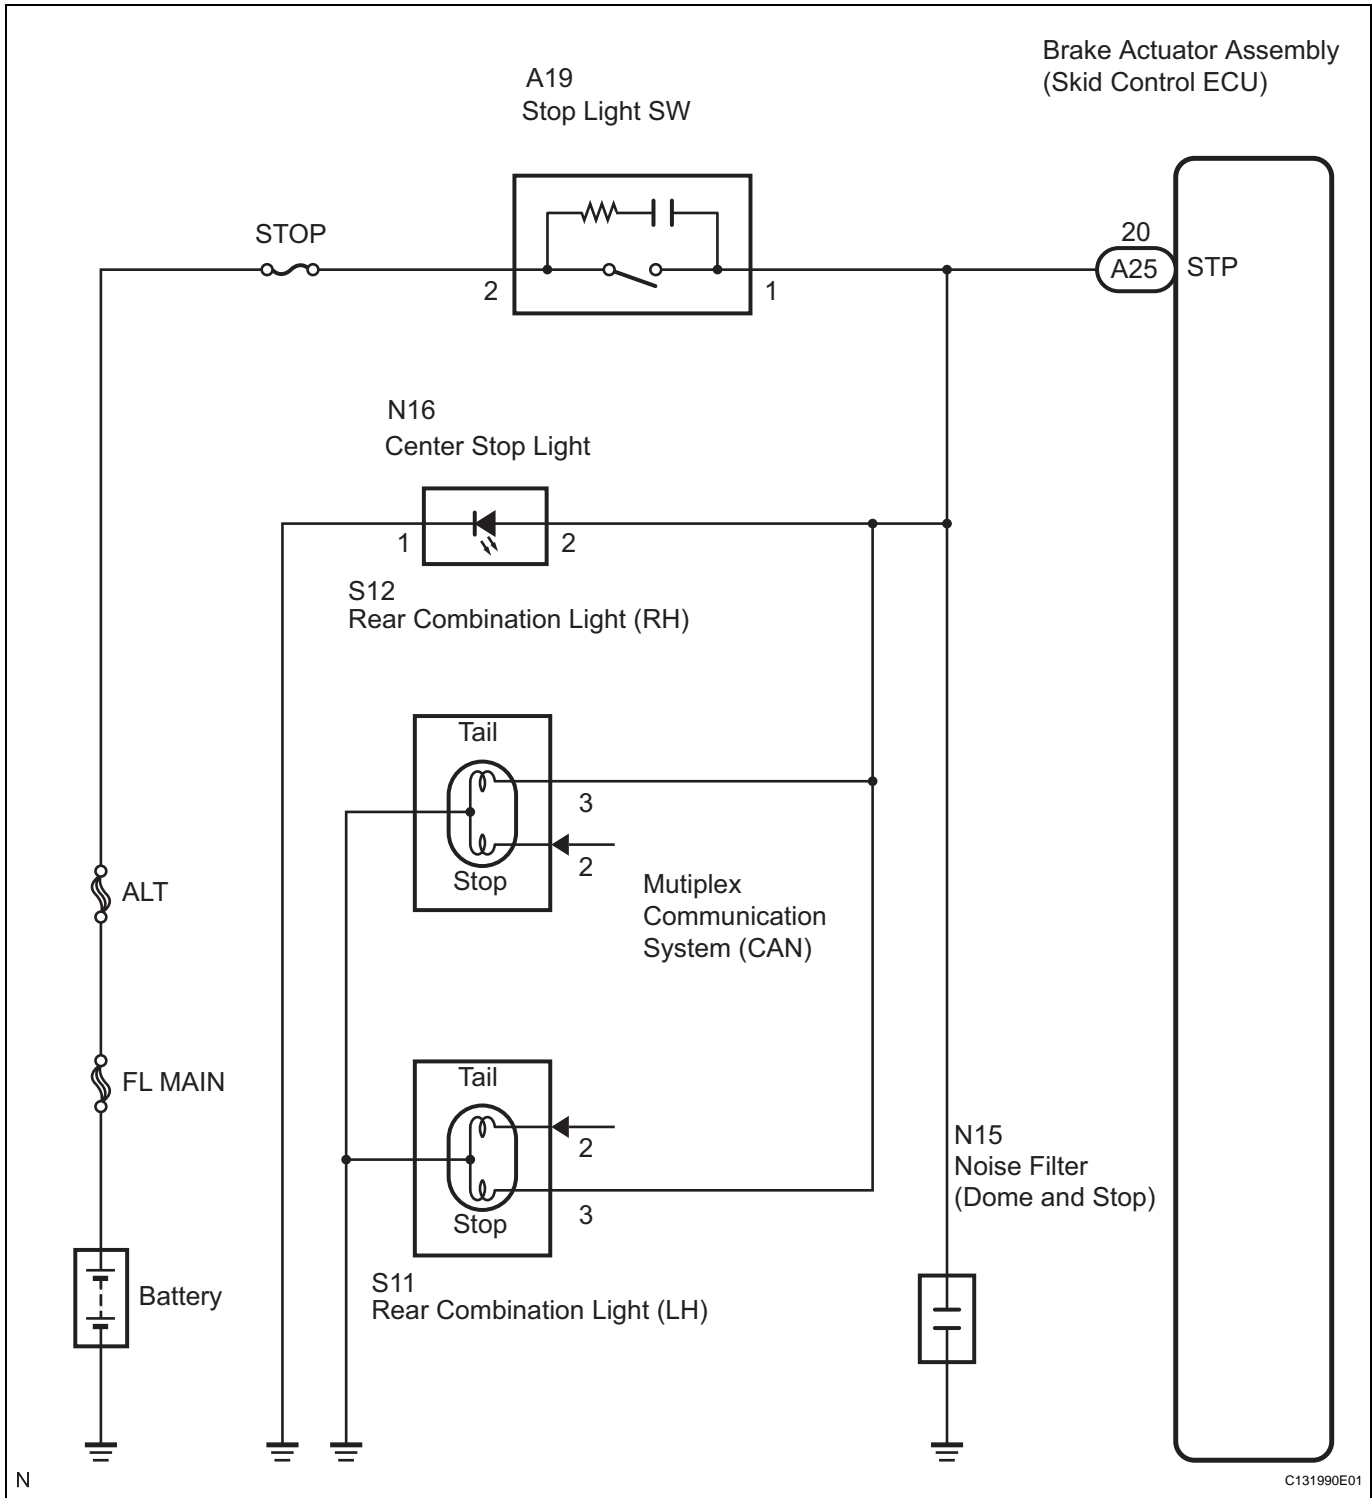 Brake Actuator Assembly
(Skid Control ECU)
A19
Stop Light SW
STOP
2
1
20
A25
STP
N16
Center Stop Light
1
2
S12
Rear Combination Light (RH)
Tail
3
2
Stop
Mutiplex
Communication
System (CAN)
ALT
FL MAIN
Tail
2
3
Stop
N15
Noise Filter
(Dome and Stop)
Battery
S11
Rear Combination Light (LH)
N
C131990E01